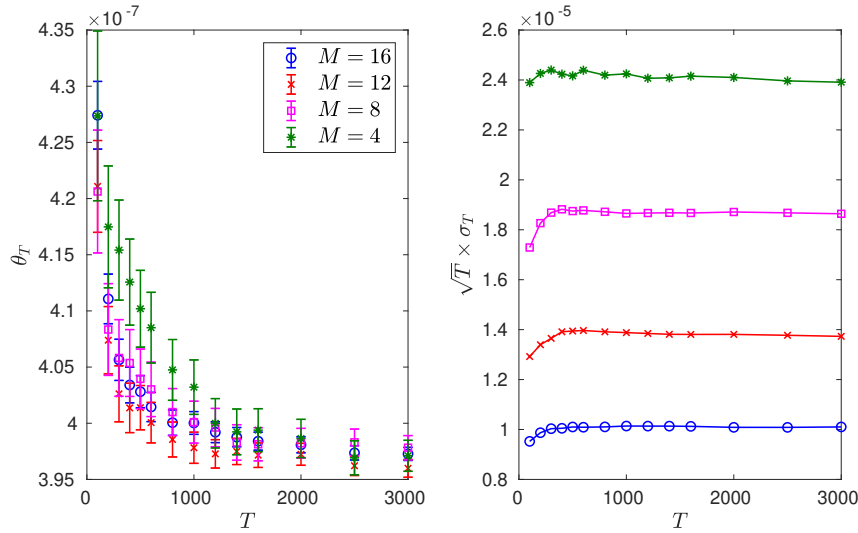 ×10⁻⁷
4.35
4.3
4.25
4.2
4.15
4.1
4.05
4
3.95
θ_T
0 1000 2000 3000
T
M = 16
M = 12
M = 8
M = 4
×10⁻⁵
2.6
2.4
2.2
2
1.8
1.6
1.4
1.2
1
0.8
√T × σ_T
0 1000 2000 3000
T